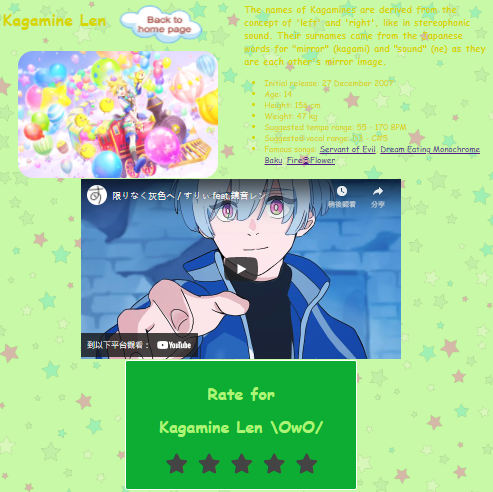 Kagamine Len
Back to
home page
The names of Kagamines are derived from the
concept of 'left' and 'right', like in stereophonic
sound. Their surnames come from the Japanese
words for "mirror" (kagami) and "sound" (ne) as they
are each other's mirror image.
Initial release: 27 December 2007
Age: 14
Height: 156 cm
Weight: 47 kg
Suggested tempo range: 55 - 170 BPM
Suggested vocal range:
Famous songs: Servant of Evil, Dream Eating Monochrome
Baku, Fire◎Flower
限りなく灰色へ / すりぃ feat.鏡音レン
稍後觀看
分享
到以下平台觀看：
YouTube
Rate for
Kagamine Len \OwO/